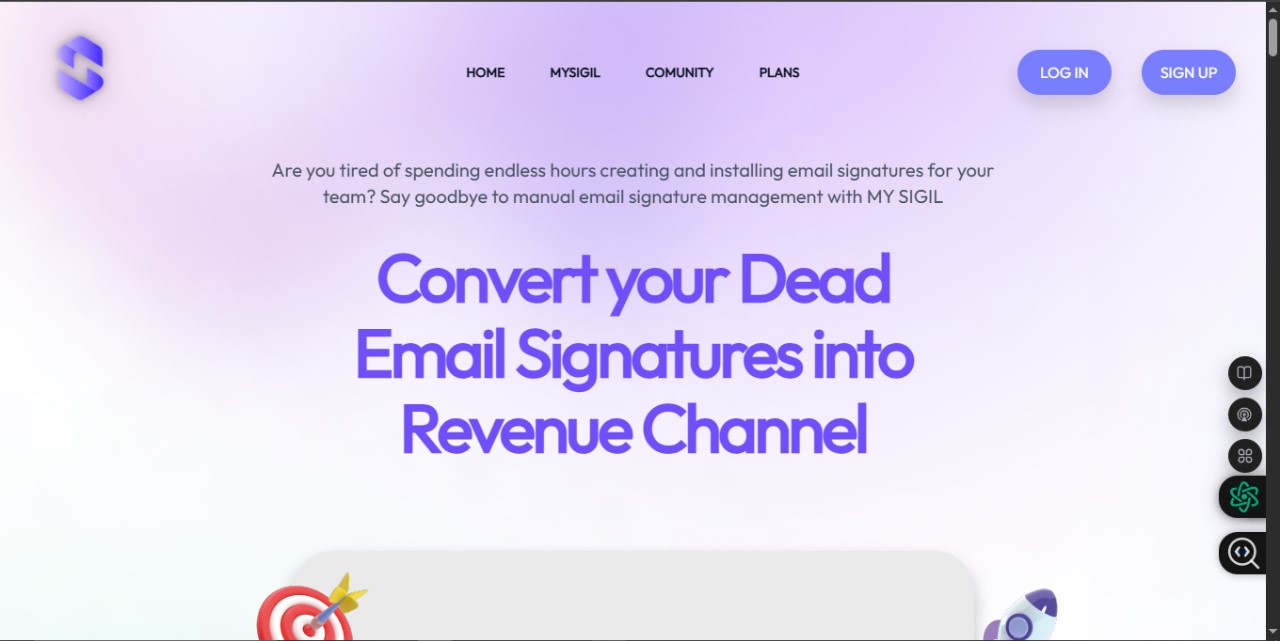 HOME
MYSIGIL
COMUNITY
PLANS
LOG IN
SIGN UP
Are you tired of spending endless hours creating and installing email signatures for your
team? Say goodbye to manual email signature management with MY SIGIL
Convert your Dead
Email Signatures into
Revenue Channel